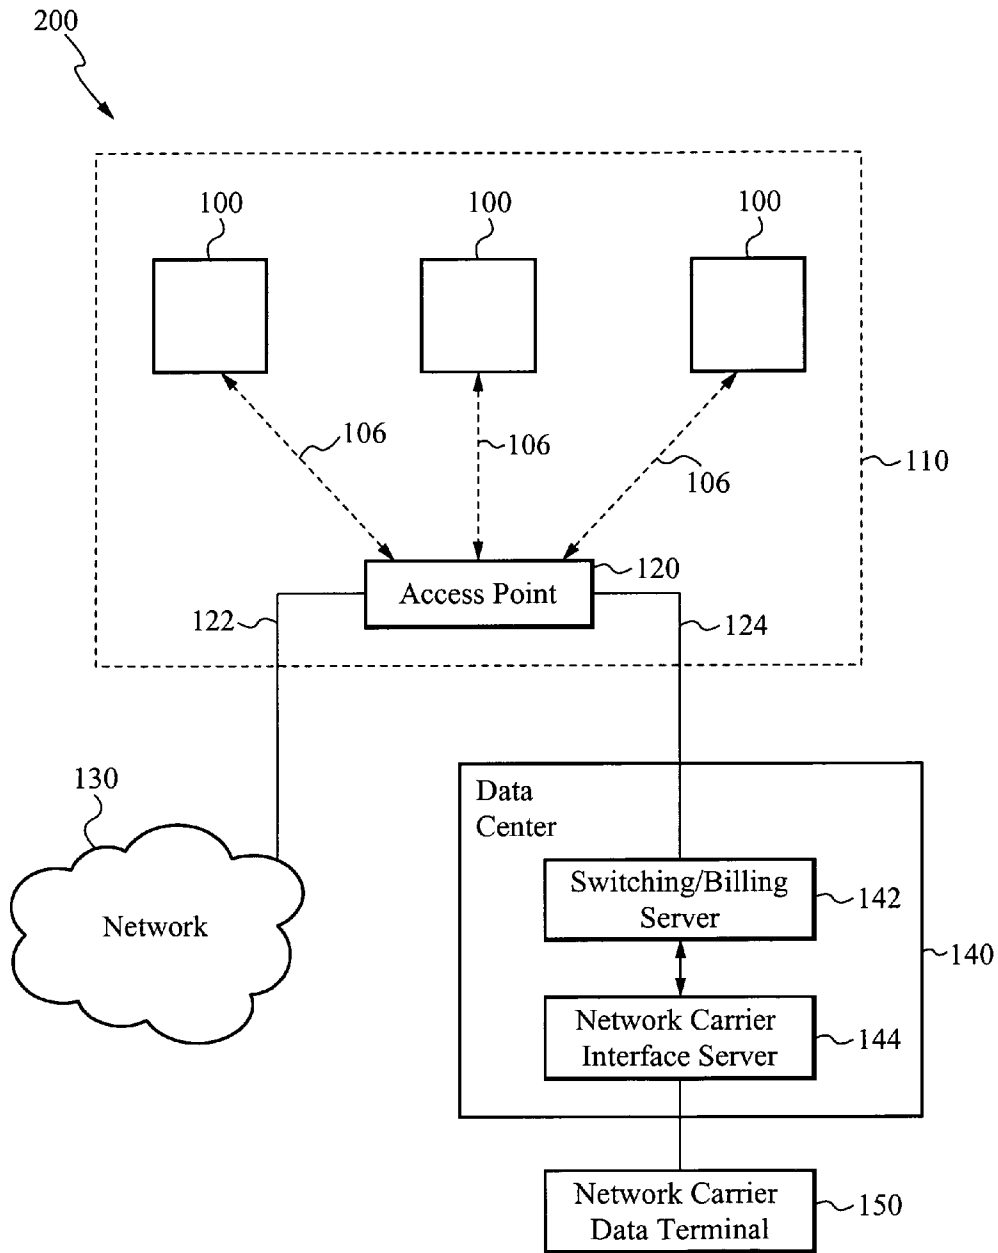 200
100
100
100
106
106
106
110
120
Access Point
122
124
130
Network
Data
Center
Switching/Billing
Server
142
140
Network Carrier
Interface Server
144
Network Carrier
Data Terminal
150